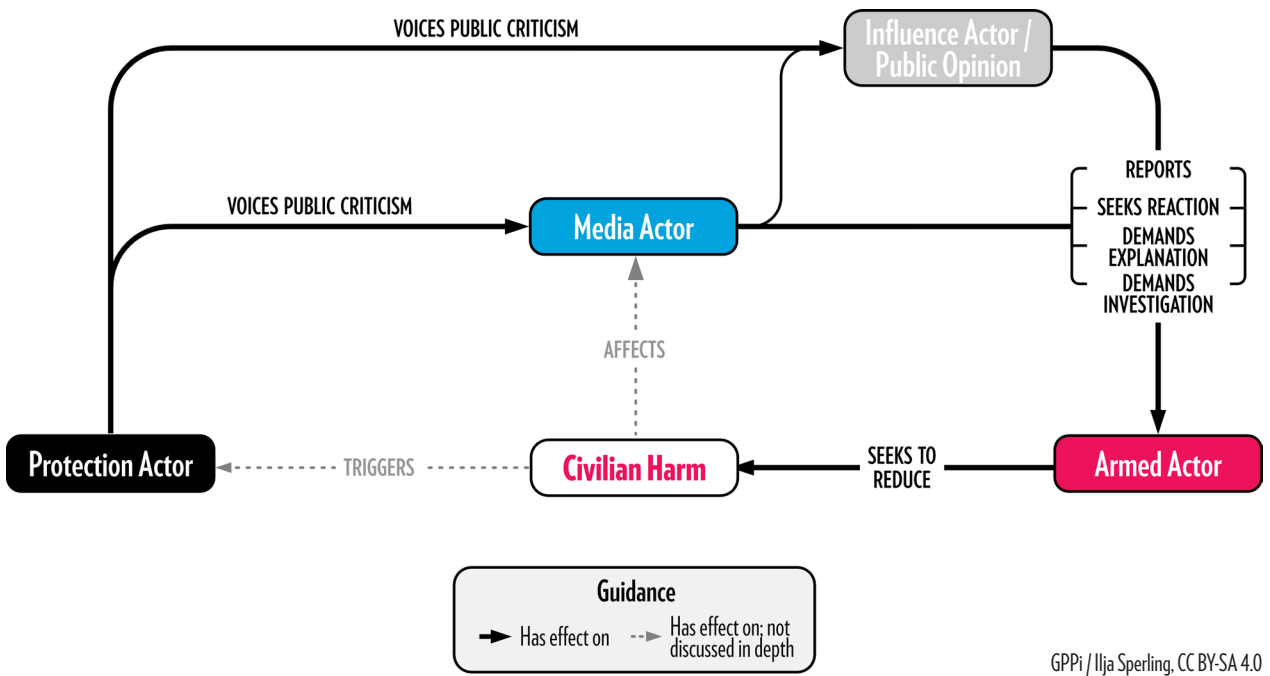 VOICES PUBLIC CRITICISM
Influence Actor /
Public Opinion
REPORTS
SEEKS REACTION
DEMANDS
EXPLANATION
DEMANDS
INVESTIGATION
VOICES PUBLIC CRITICISM
Media Actor
AFFECTS
Protection Actor
TRIGGERS
Civilian Harm
SEEKS TO
REDUCE
Armed Actor
Guidance
Has effect on
Has effect on; not
discussed in depth
GPPi / Ilja Sperling, CC BY-SA 4.0